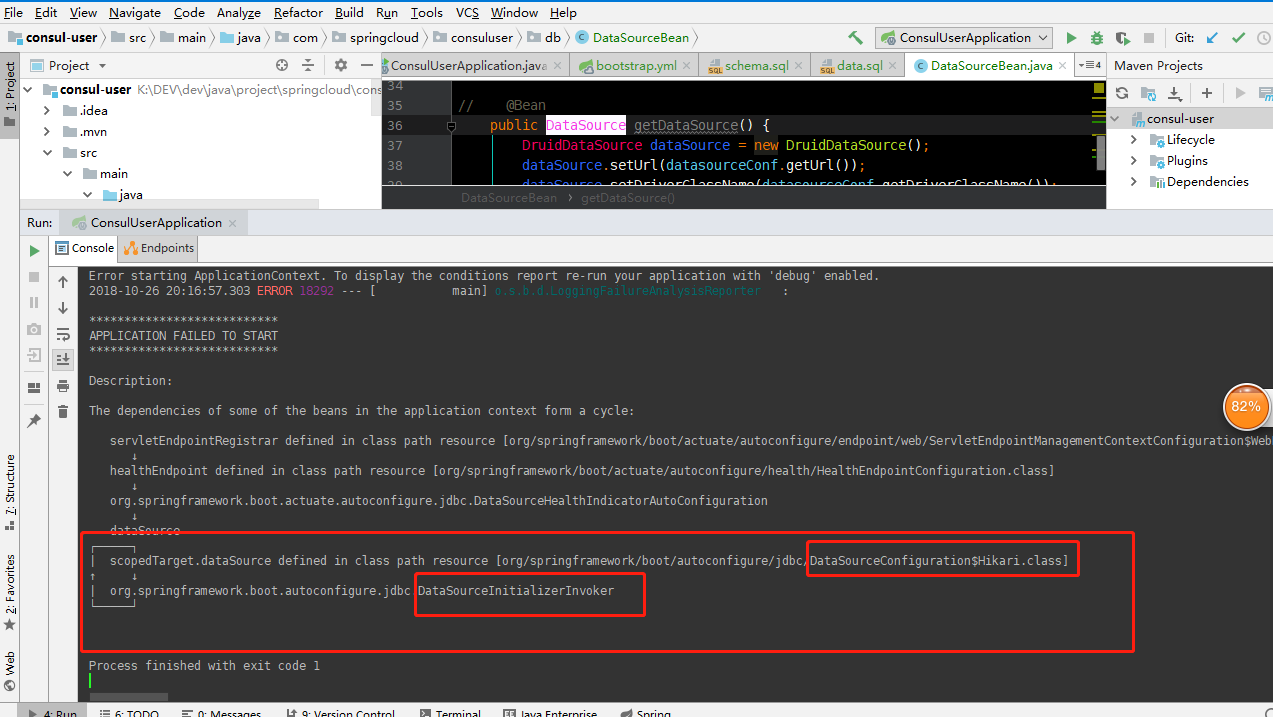 File Edit View Navigate Code Analyze Refactor Build Run Tools VCS Window Help
consul-user src main java com springcloud consuluser db DataSourceBean ConsulUserApplication Git:
Project ConsulUserApplication.java bootstrap.yml schema.sql data.sql DataSourceBean.java 4 Maven Projects
1: Project
consul-user K:\DEV\dev\java\project\springcloud\cons
.idea
.mvn
src
main
java
34
35 // @Bean
36 public DataSource getDataSource() {
37 DruidDataSource dataSource = new DruidDataSource();
38 dataSource.setUrl(datasourceConf.getUrl());
39 dataSource.setDriverClassName(datasourceConf.getDriverClassName());
DataSourceBean getDataSource()
consul-user
Lifecycle
Plugins
Dependencies
Run: ConsulUserApplication
Console Endpoints
Error starting ApplicationContext. To display the conditions report re-run your application with 'debug' enabled.
2018-10-26 20:16:57.303 ERROR 18292 --- [ main] o.s.b.d.LoggingFailureAnalysisReporter :
***************************
APPLICATION FAILED TO START
***************************
Description:
The dependencies of some of the beans in the application context form a cycle:
servletEndpointRegistrar defined in class path resource [org/springframework/boot/actuate/autoconfigure/endpoint/web/ServletEndpointManagementContextConfiguration$WebM
↓
healthEndpoint defined in class path resource [org/springframework/boot/actuate/autoconfigure/health/HealthEndpointConfiguration.class]
↓
org.springframework.boot.actuate.autoconfigure.jdbc.DataSourceHealthIndicatorAutoConfiguration
↓
dataSource
┌─────┐
| scopedTarget.dataSource defined in class path resource [org/springframework/boot/autoconfigure/jdbc/DataSourceConfiguration$Hikari.class]
↑ ↓
| org.springframework.boot.autoconfigure.jdbc.DataSourceInitializerInvoker
└─────┘
Process finished with exit code 1
82%
7: Structure
2: Favorites
Web
4: Run 6: TODO 0: Messages 9: Version Control Terminal Java Enterprise Spring